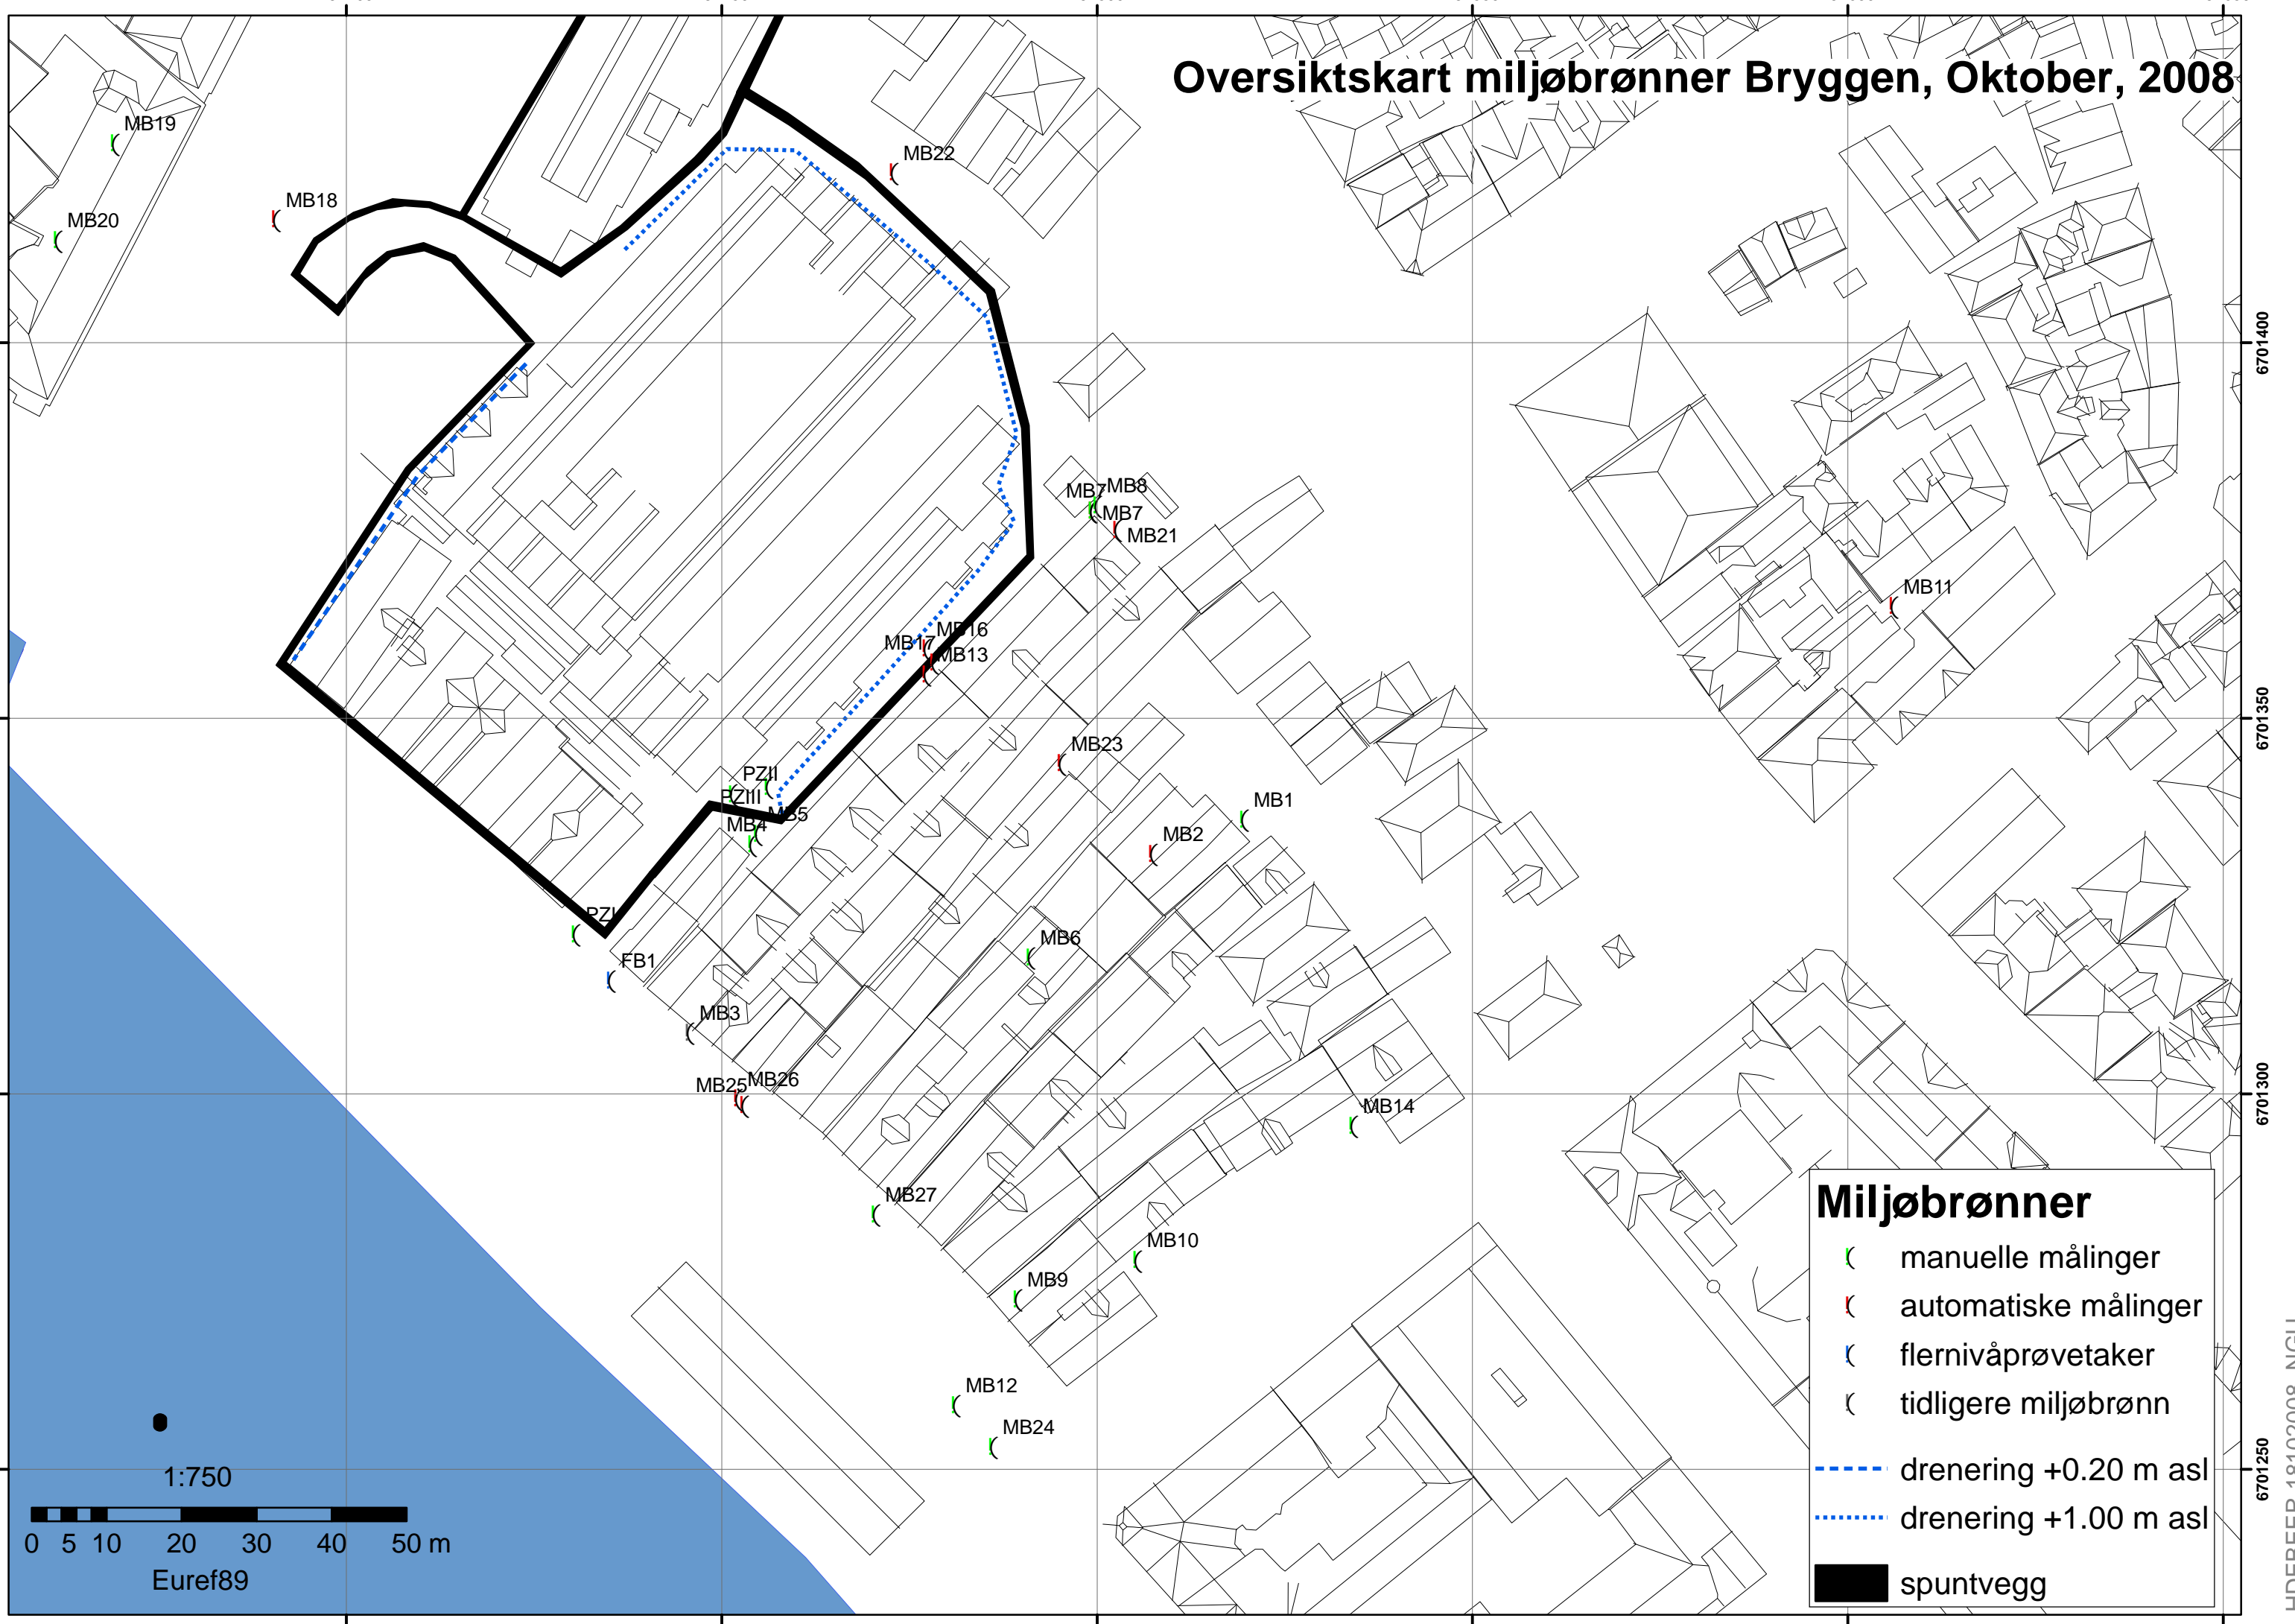 Oversiktskart miljøbrønner Bryggen, Oktober, 2008
MB19
MB22
MB18
MB20
6701400
MB7
MB8
MB7
MB21
MB11
MB16
MB17
MB13
6701350
MB23
PZII
PZIII
MB5
MB4
MB1
MB2
PZI
MB6
FB1
MB3
MB25
MB26
MB14
6701300
MB27
MB10
MB9
MB12
MB24
6701250
Miljøbrønner
manuelle målinger
automatiske målinger
flernivåprøvetaker
tidligere miljøbrønn
drenering +0.20 m asl
drenering +1.00 m asl
spuntvegg
1:750
0 5 10 20 30 40 50 m
Euref89